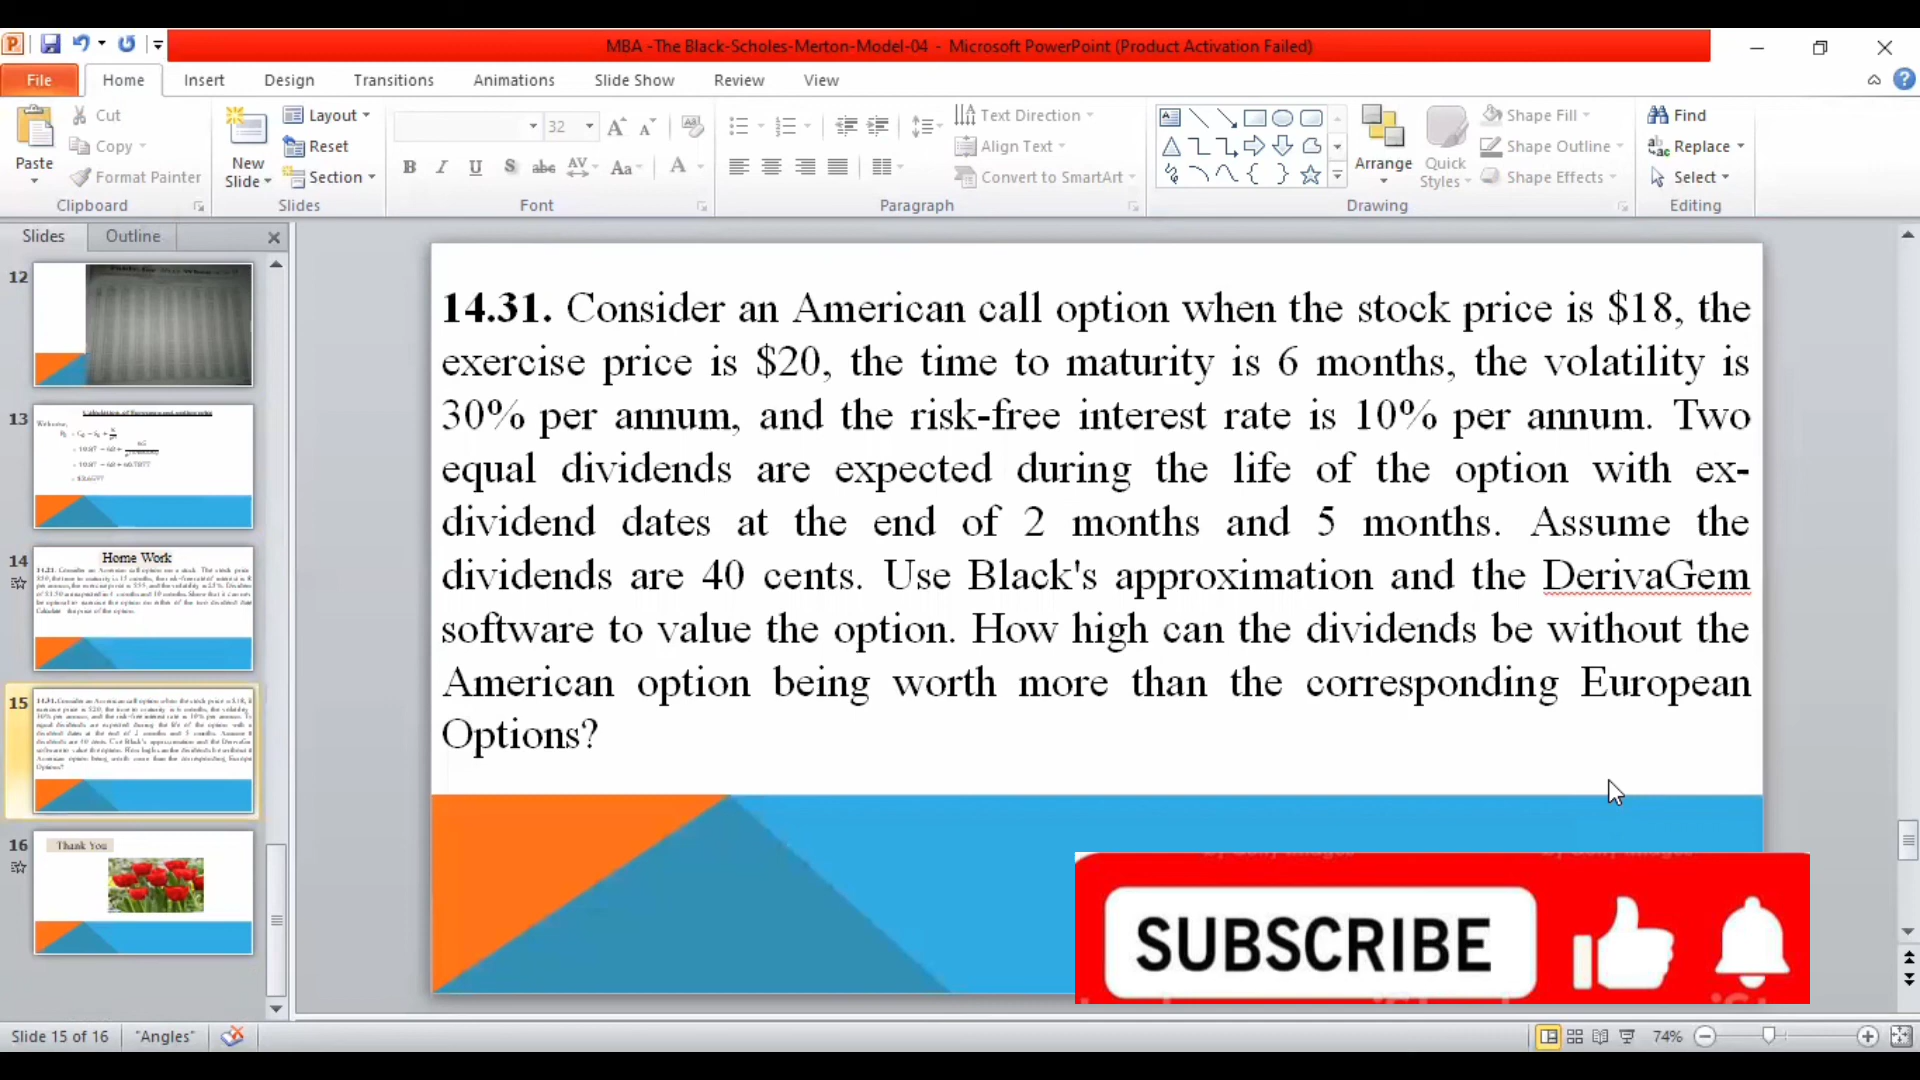 MBA -The Black-Scholes-Merton-Model-04 - Microsoft PowerPoint (Product Activation Failed)
File Home Insert Design Transitions Animations Slide Show Review View
Paste Cut Copy Format Painter Clipboard
New Slide Layout Reset Section Slides
32 Font
Text Direction Align Text Convert to SmartArt Paragraph
Arrange Quick Styles Shape Fill Shape Outline Shape Effects Drawing
Find Replace Select Editing
Slides Outline
12
13
14
Home Work
15
16
Thank You
14.31. Consider an American call option when the stock price is $18, the
exercise price is $20, the time to maturity is 6 months, the volatility is
30% per annum, and the risk-free interest rate is 10% per annum. Two
equal dividends are expected during the life of the option with ex-
dividend dates at the end of 2 months and 5 months. Assume the
dividends are 40 cents. Use Black's approximation and the DerivaGem
software to value the option. How high can the dividends be without the
American option being worth more than the corresponding European
Options?
SUBSCRIBE
Slide 15 of 16 "Angles" 74%